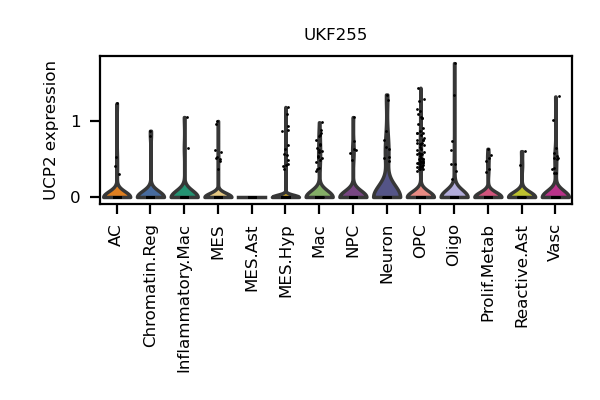 UKF255
UCP2 expression
1
0
AC
Chromatin.Reg
Inflammatory.Mac
MES
MES.Ast
MES.Hyp
Mac
NPC
Neuron
OPC
Oligo
Prolif.Metab
Reactive.Ast
Vasc